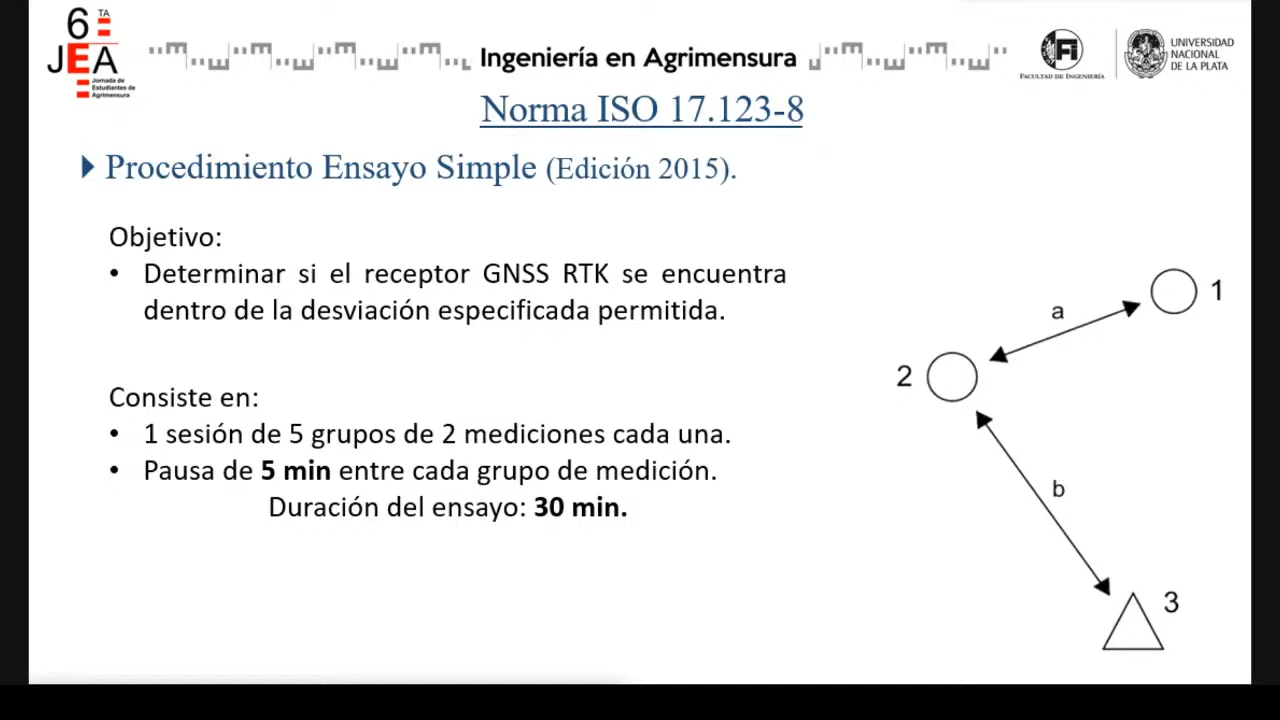 6 TA
JEA
Jornada de
Estudiantes de
Agrimensura
Ingeniería en Agrimensura
Fi
FACULTAD DE INGENIERÍA
UNIVERSIDAD
NACIONAL
DE LA PLATA
Norma ISO 17.123-8
Procedimiento Ensayo Simple (Edición 2015).
Objetivo:
• Determinar si el receptor GNSS RTK se encuentra
dentro de la desviación especificada permitida.
Consiste en:
• 1 sesión de 5 grupos de 2 mediciones cada una.
• Pausa de 5 min entre cada grupo de medición.
Duración del ensayo: 30 min.
1
a
2
b
3